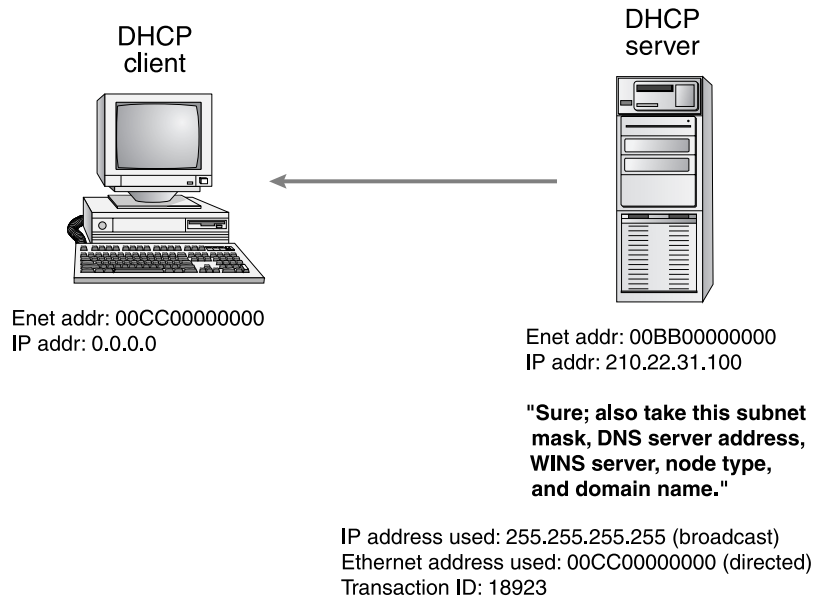 DHCP
client
DHCP
server
Enet addr: 00CC00000000
IP addr: 0.0.0.0
Enet addr: 00BB00000000
IP addr: 210.22.31.100
"Sure; also take this subnet
mask, DNS server address,
WINS server, node type,
and domain name."
IP address used: 255.255.255.255 (broadcast)
Ethernet address used: 00CC00000000 (directed)
Transaction ID: 18923